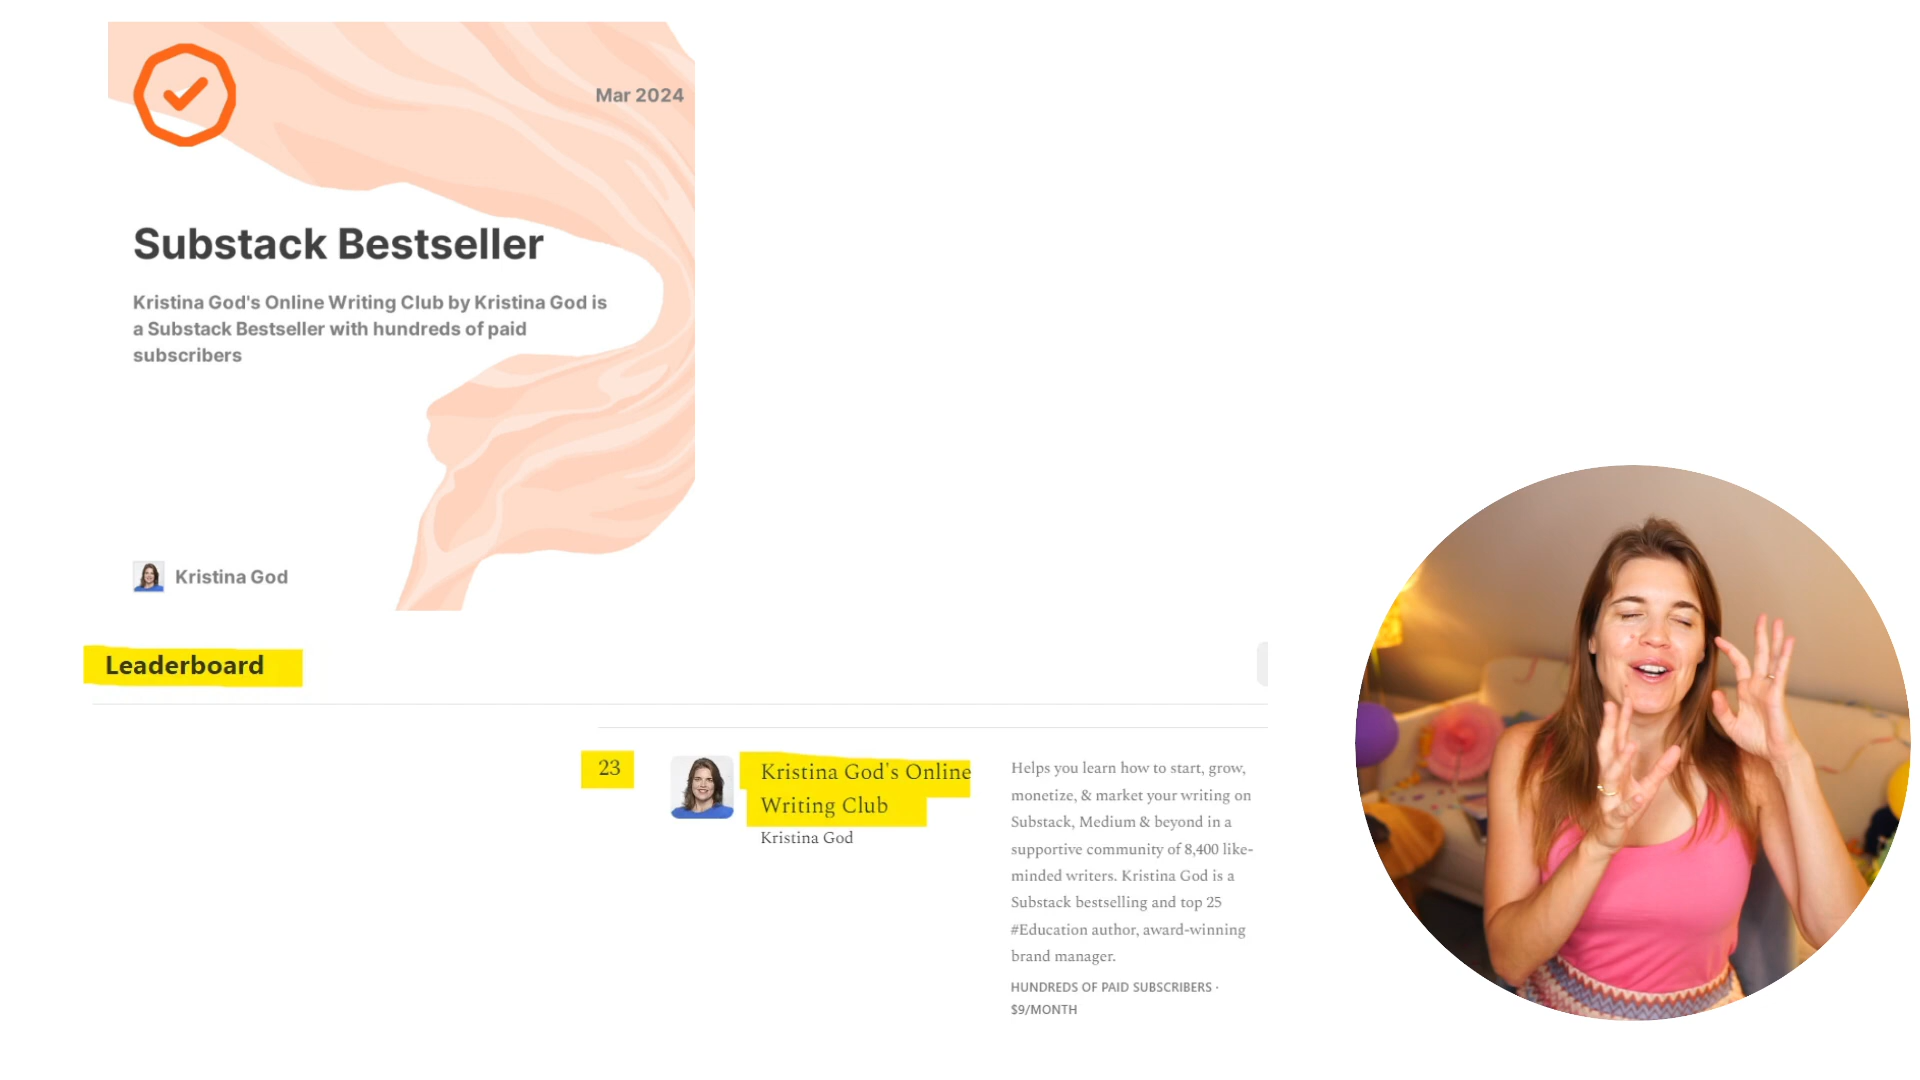 Mar 2024
Substack Bestseller
Kristina God's Online Writing Club by Kristina God is
a Substack Bestseller with hundreds of paid
subscribers
Kristina God
Leaderboard
23
Kristina God's Online
Writing Club
Kristina God
Helps you learn how to start, grow,
monetize, & market your writing on
Substack, Medium & beyond in a
supportive community of 8,400 like-
minded writers. Kristina God is a
Substack bestselling and top 25
#Education author, award-winning
brand manager.
HUNDREDS OF PAID SUBSCRIBERS ·
$9/MONTH